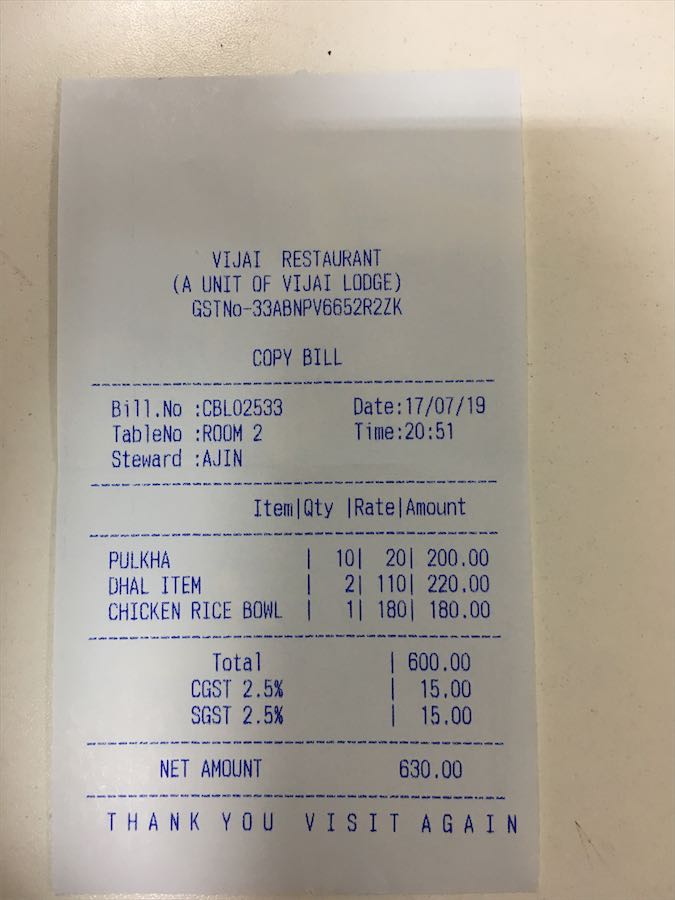 VIJAI RESTAURANT
(A UNIT OF VIJAI LODGE)
GSTNo-33ABNPV6652R2ZK
COPY BILL
Bill.No :CBL02533 Date:17/07/19
TableNo :ROOM 2 Time:20:51
Steward :AJIN
Item|Qty |Rate|Amount
PULKHA | 10| 20| 200.00
DHAL ITEM | 2| 110| 220.00
CHICKEN RICE BOWL | 1| 180| 180.00
Total | 600.00
CGST 2.5% | 15.00
SGST 2.5% | 15.00
NET AMOUNT 630.00
THANK YOU VISIT AGAIN